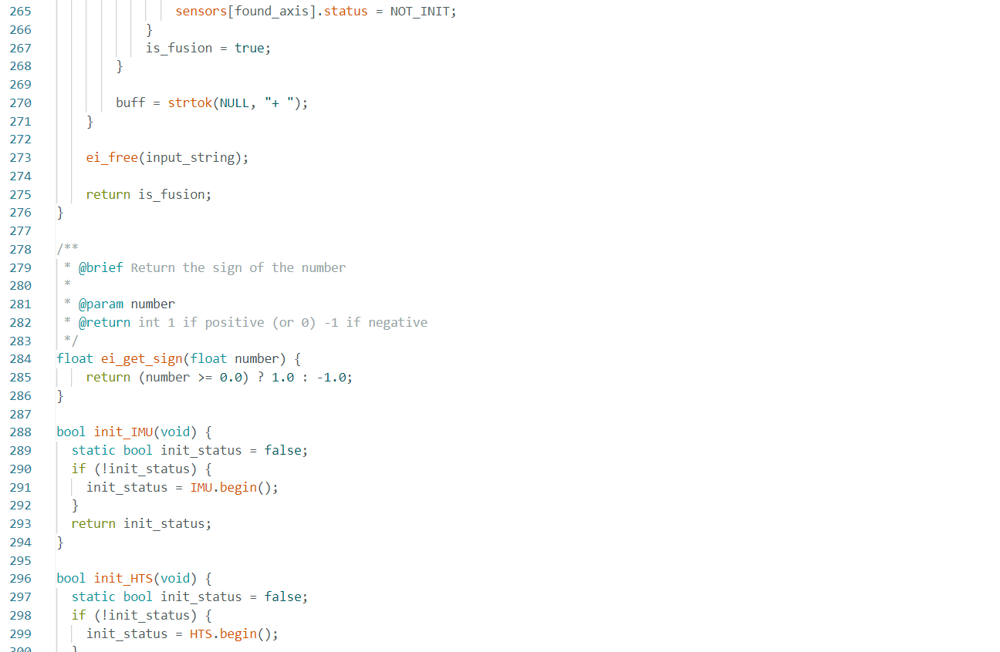 265 sensors[found_axis].status = NOT_INIT;
266 }
267 is_fusion = true;
268 }
269
270 buff = strtok(NULL, "+ ");
271 }
272
273 ei_free(input_string);
274
275 return is_fusion;
276 }
277
278 /**
279 * @brief Return the sign of the number
280 *
281 * @param number
282 * @return int 1 if positive (or 0) -1 if negative
283 */
284 float ei_get_sign(float number) {
285 return (number >= 0.0) ? 1.0 : -1.0;
286 }
287
288 bool init_IMU(void) {
289 static bool init_status = false;
290 if (!init_status) {
291 init_status = IMU.begin();
292 }
293 return init_status;
294 }
295
296 bool init_HTS(void) {
297 static bool init_status = false;
298 if (!init_status) {
299 init_status = HTS.begin();
300 }